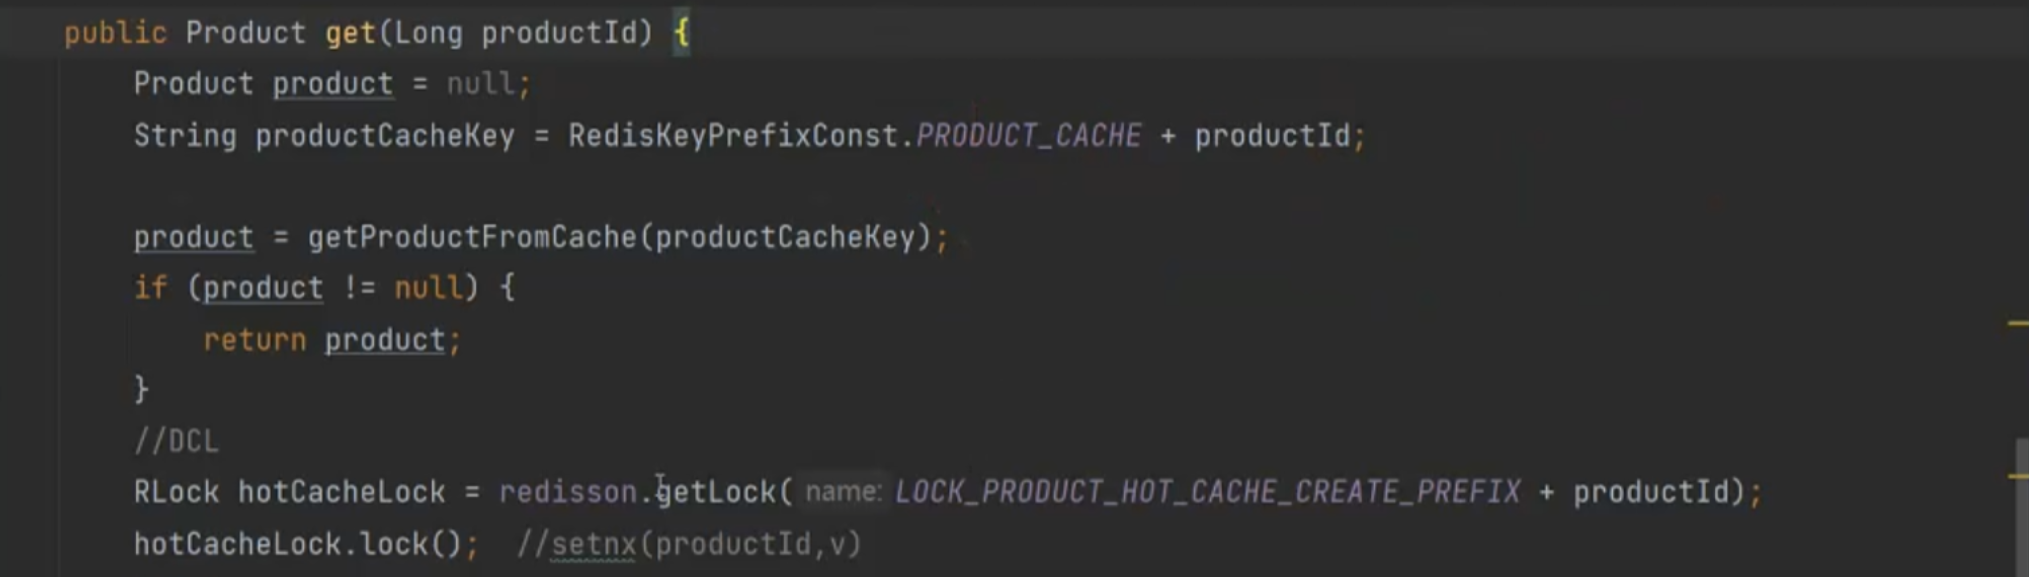 public Product get(Long productId) {
Product product = null;
String productCacheKey = RedisKeyPrefixConst.PRODUCT_CACHE + productId;
product = getProductFromCache(productCacheKey);
if (product != null) {
return product;
}
//DCL
RLock hotCacheLock = redisson.getLock( name: LOCK_PRODUCT_HOT_CACHE_CREATE_PREFIX + productId);
hotCacheLock.lock(); //setnx(productId,v)